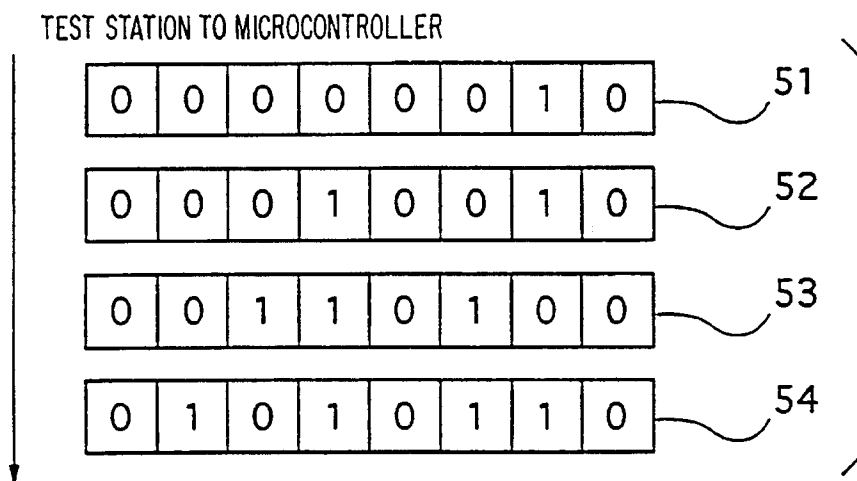 TEST STATION TO MICROCONTROLLER
0 0 0 0 0 0 1 0 51
0 0 0 1 0 0 1 0 52
0 0 1 1 0 1 0 0 53
0 1 0 1 0 1 1 0 54